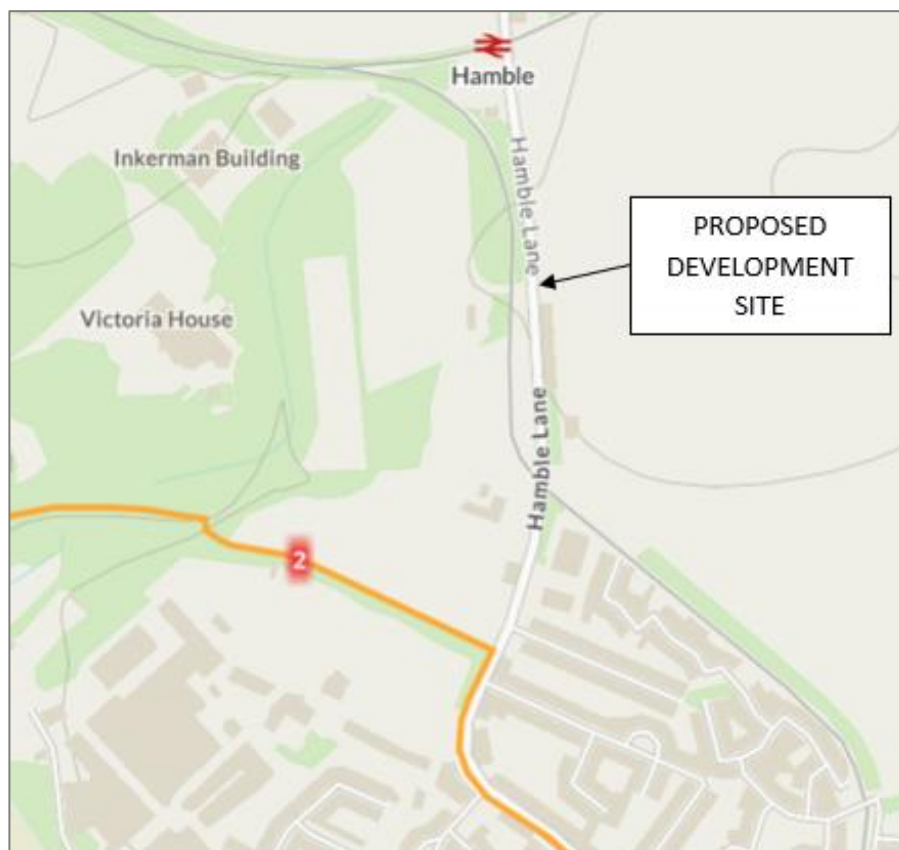 Hamble
Inkerman Building
Hamble Lane
PROPOSED
DEVELOPMENT
SITE
Victoria House
Hamble Lane
2